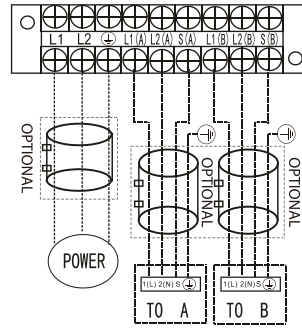 L1 L2 L1(A) L2(A) S(A) L1(B) L2(B) S(B)
OPTIONAL
OPTIONAL
OPTIONAL
POWER
1(L) 2(N) S
1(L) 2(N) S
TO A
TO B